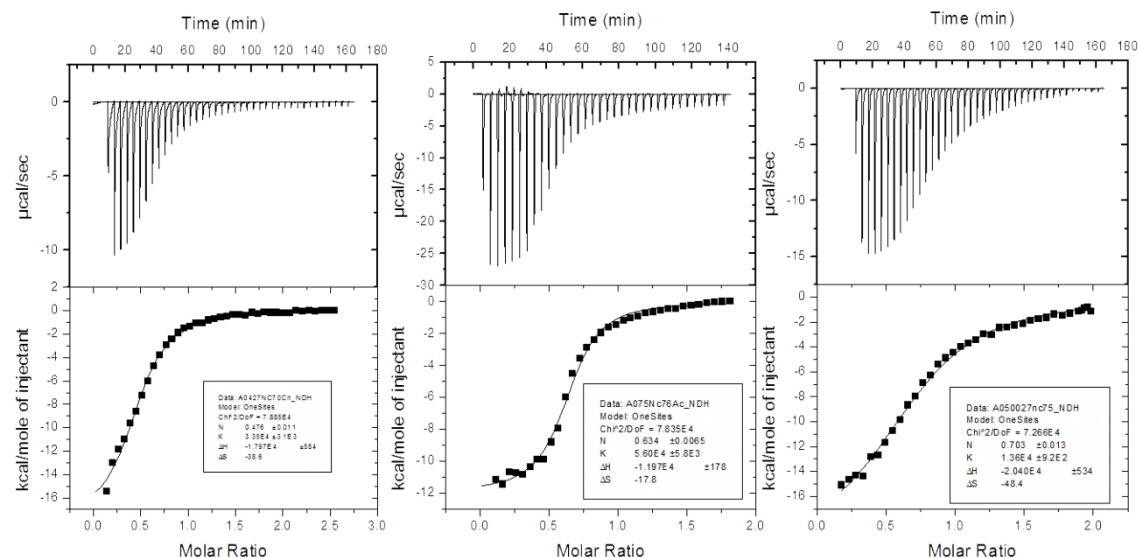 Time (min)
0 20 40 60 80 100 120 140 160 180
0
-5
-10
2
µcal/sec
0
-2
-4
-6
-8
-10
-12
-14
-16
kcal/mole of injectant
Data: A0427NC70Cn_NDH
Model: OneSites
Chi^2/DoF = 7.885E4
N 0.476 ±0.011
K 3.35E4 ±3.1E3
ΔH -1.797E4 ±554
ΔS -38.6
0.0 0.5 1.0 1.5 2.0 2.5 3.0
Molar Ratio
Time (min)
0 20 40 60 80 100 120 140
5
0
-5
-10
-15
-20
-25
-30
µcal/sec
0
-2
-4
-6
-8
-10
-12
kcal/mole of injectant
Data: A075Nc76Ac_NDH
Model: OneSites
Chi^2/DoF = 7.835E4
N 0.634 ±0.0065
K 5.60E4 ±5.8E3
ΔH -1.197E4 ±178
ΔS -17.8
0.0 0.5 1.0 1.5 2.0
Molar Ratio
Time (min)
0 20 40 60 80 100 120 140 160 180
0
-5
-10
-15
µcal/sec
0
-2
-4
-6
-8
-10
-12
-14
-16
kcal/mole of injectant
Data: A050027nc75_NDH
Model: OneSites
Chi^2/DoF = 7.266E4
N 0.703 ±0.013
K 1.36E4 ±9.2E2
ΔH -2.040E4 ±534
ΔS -48.4
0.0 0.5 1.0 1.5 2.0
Molar Ratio